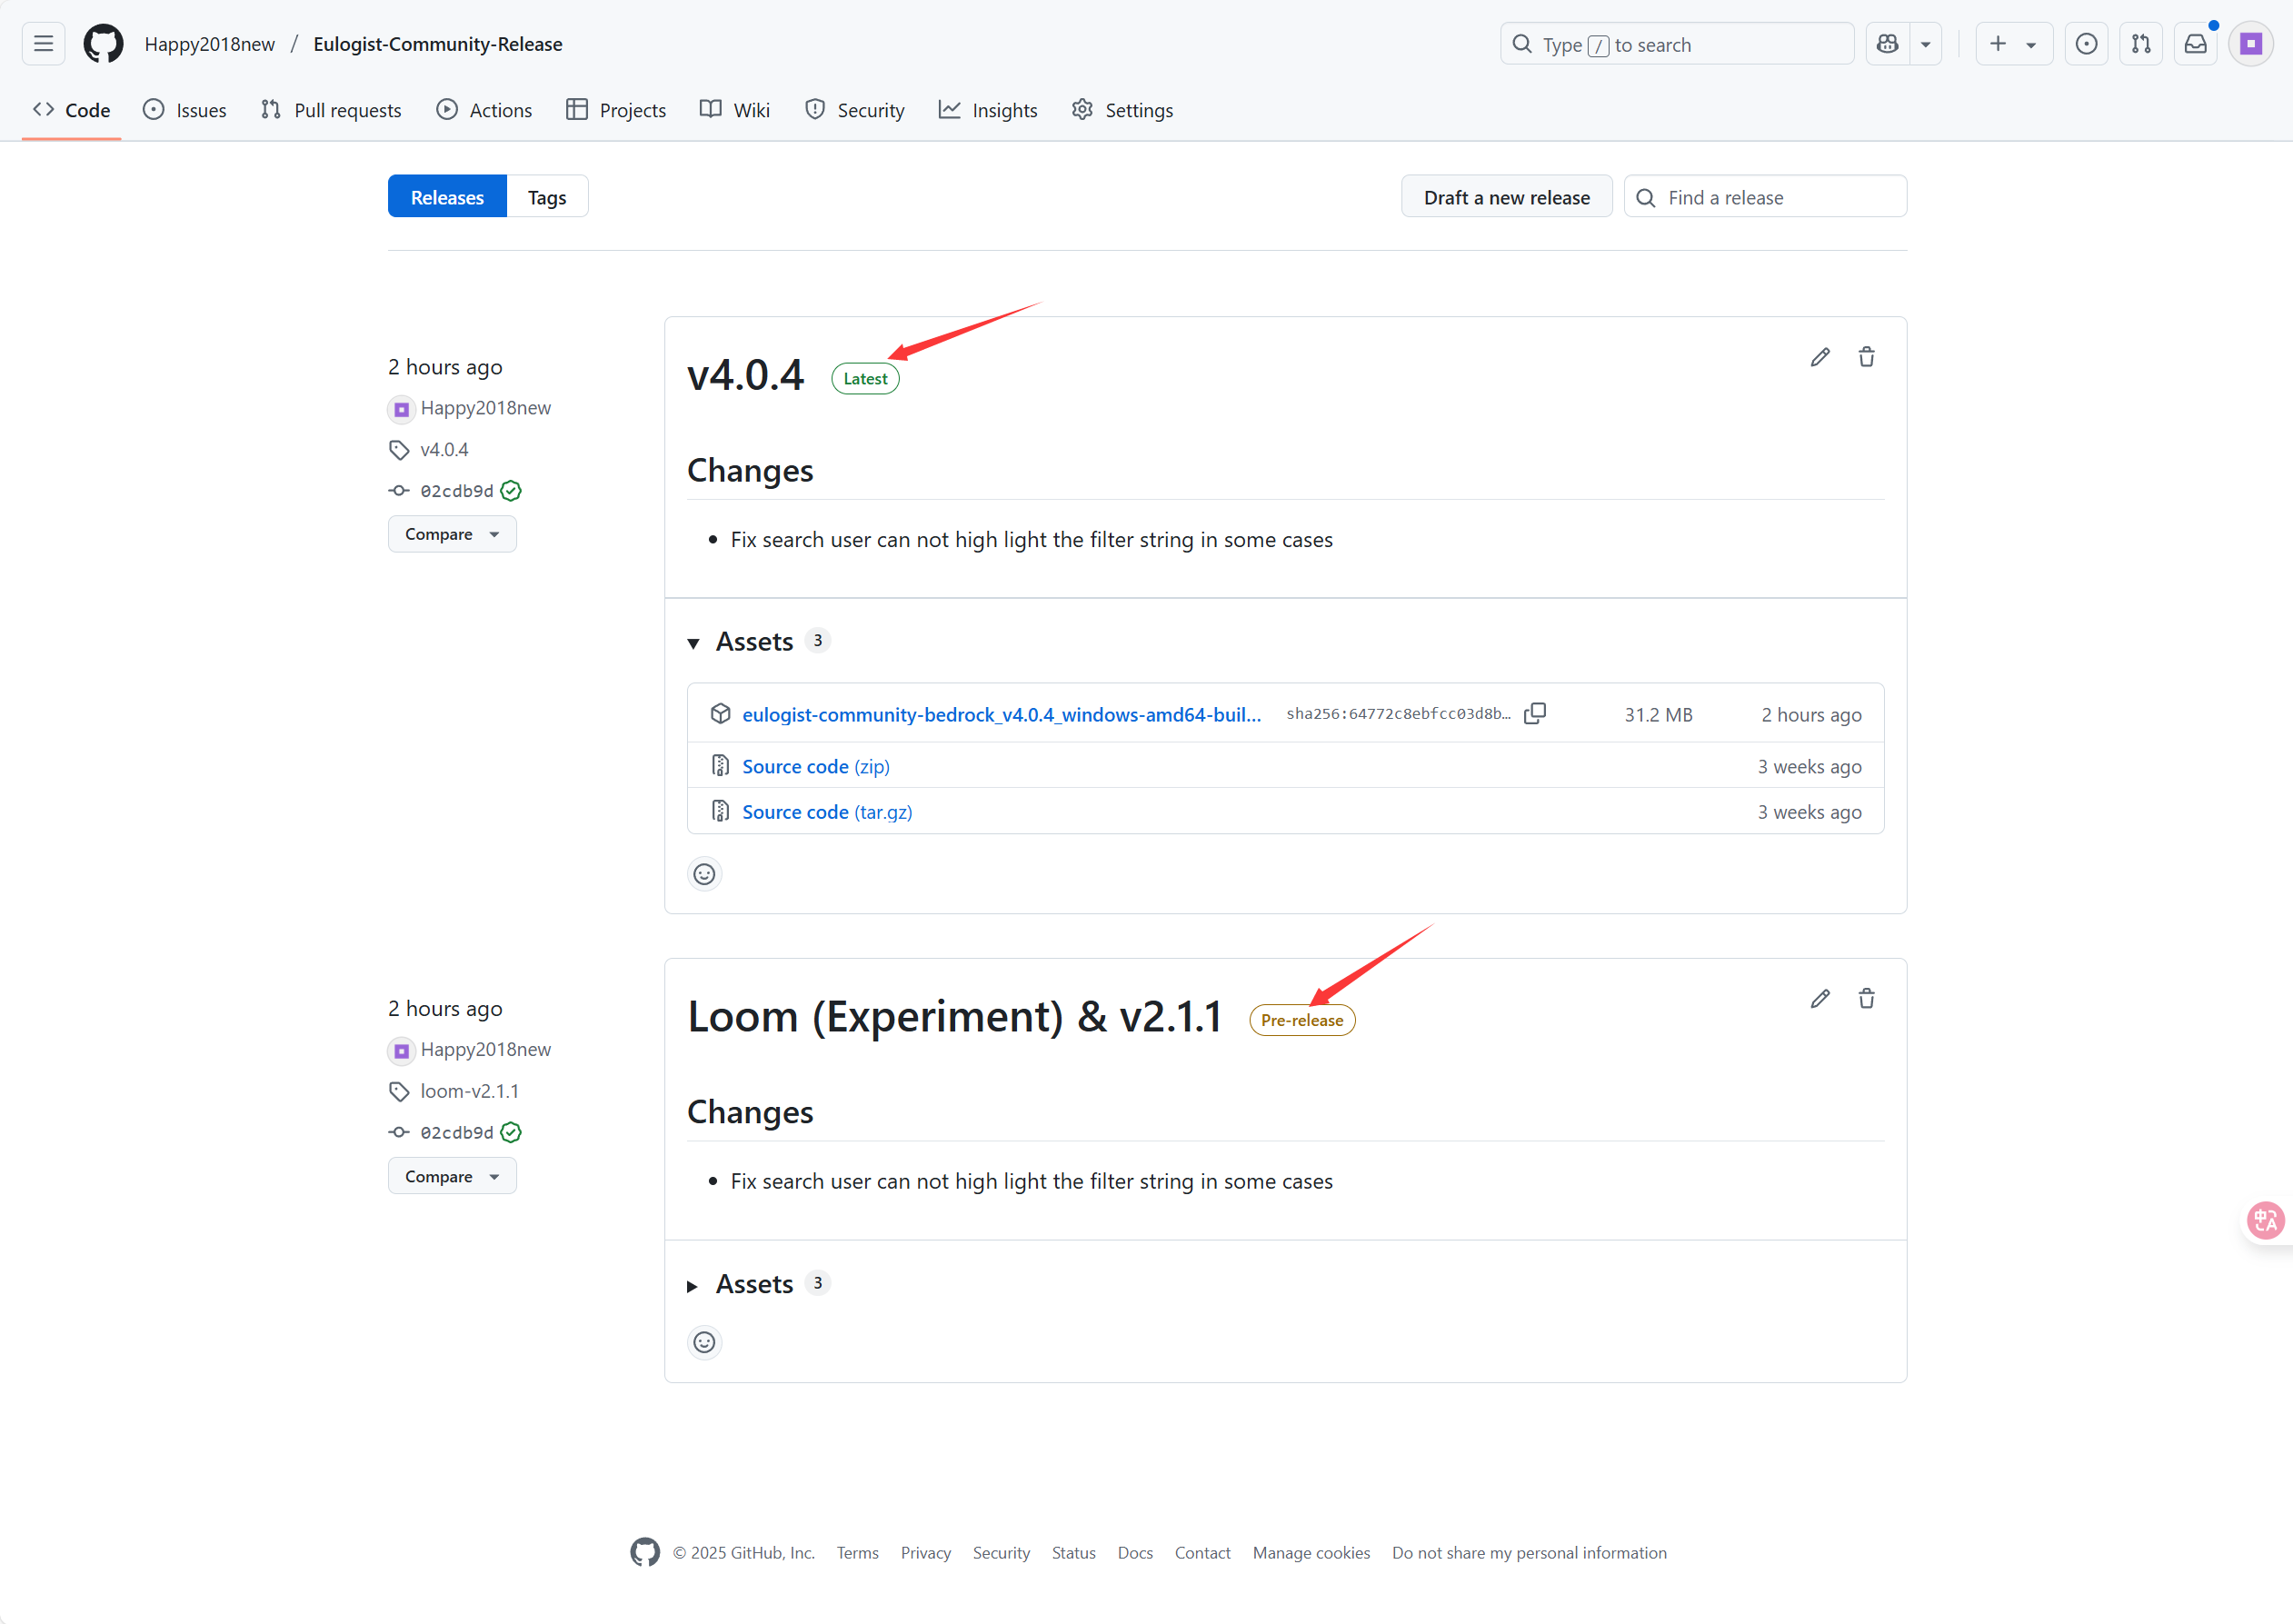 Happy2018new / Eulogist-Community-Release
Type / to search
Code Issues Pull requests Actions Projects Wiki Security Insights Settings
Releases Tags
Draft a new release
Find a release
2 hours ago
Happy2018new
v4.0.4
02cdb9d
Compare
v4.0.4 Latest
Changes
Fix search user can not high light the filter string in some cases
Assets 3
eulogist-community-bedrock_v4.0.4_windows-amd64-buil... sha256:64772c8ebfcc03d8b… 31.2 MB 2 hours ago
Source code (zip) 3 weeks ago
Source code (tar.gz) 3 weeks ago
2 hours ago
Happy2018new
loom-v2.1.1
02cdb9d
Compare
Loom (Experiment) & v2.1.1 Pre-release
Changes
Fix search user can not high light the filter string in some cases
Assets 3
中A
© 2025 GitHub, Inc. Terms Privacy Security Status Docs Contact Manage cookies Do not share my personal information